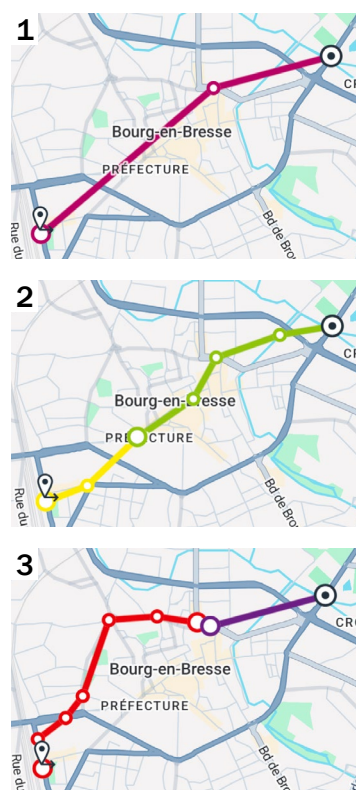 1
CR
Bourg-en-Bresse
PRÉFECTURE
Rue du
Bd de Bro
2
CF
Bourg-en-Bresse
PRÉFECTURE
Rue du
Bd de Bro
3
CRO
Bourg-en-Bresse
PRÉFECTURE
Rue du
Bd de Bro